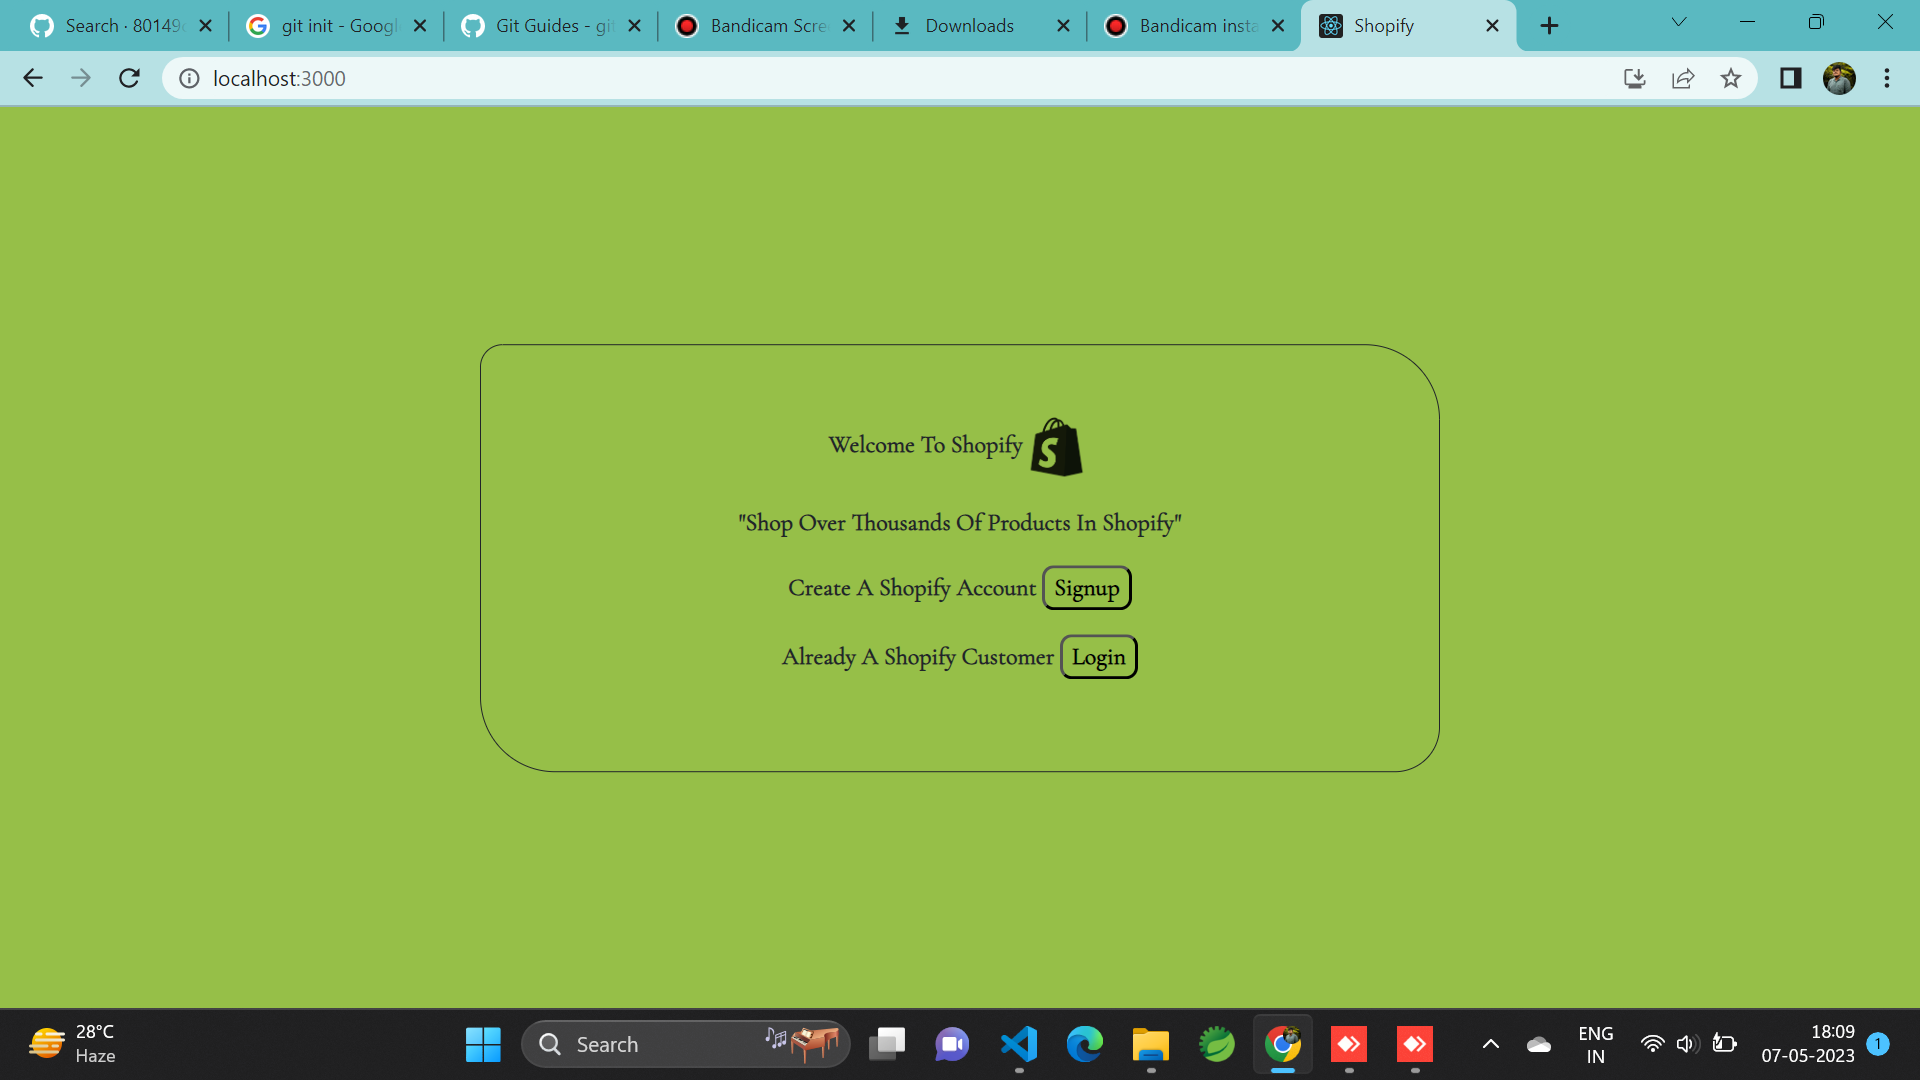 Search · 80149
git init - Googl
Git Guides - git
Bandicam Scre
Downloads
Bandicam insta
Shopify
localhost:3000
Welcome To Shopify
S
"Shop Over Thousands Of Products In Shopify"
Create A Shopify Account Signup
Already A Shopify Customer Login
28°C
Haze
Search
ENG
IN
18:09
07-05-2023
1